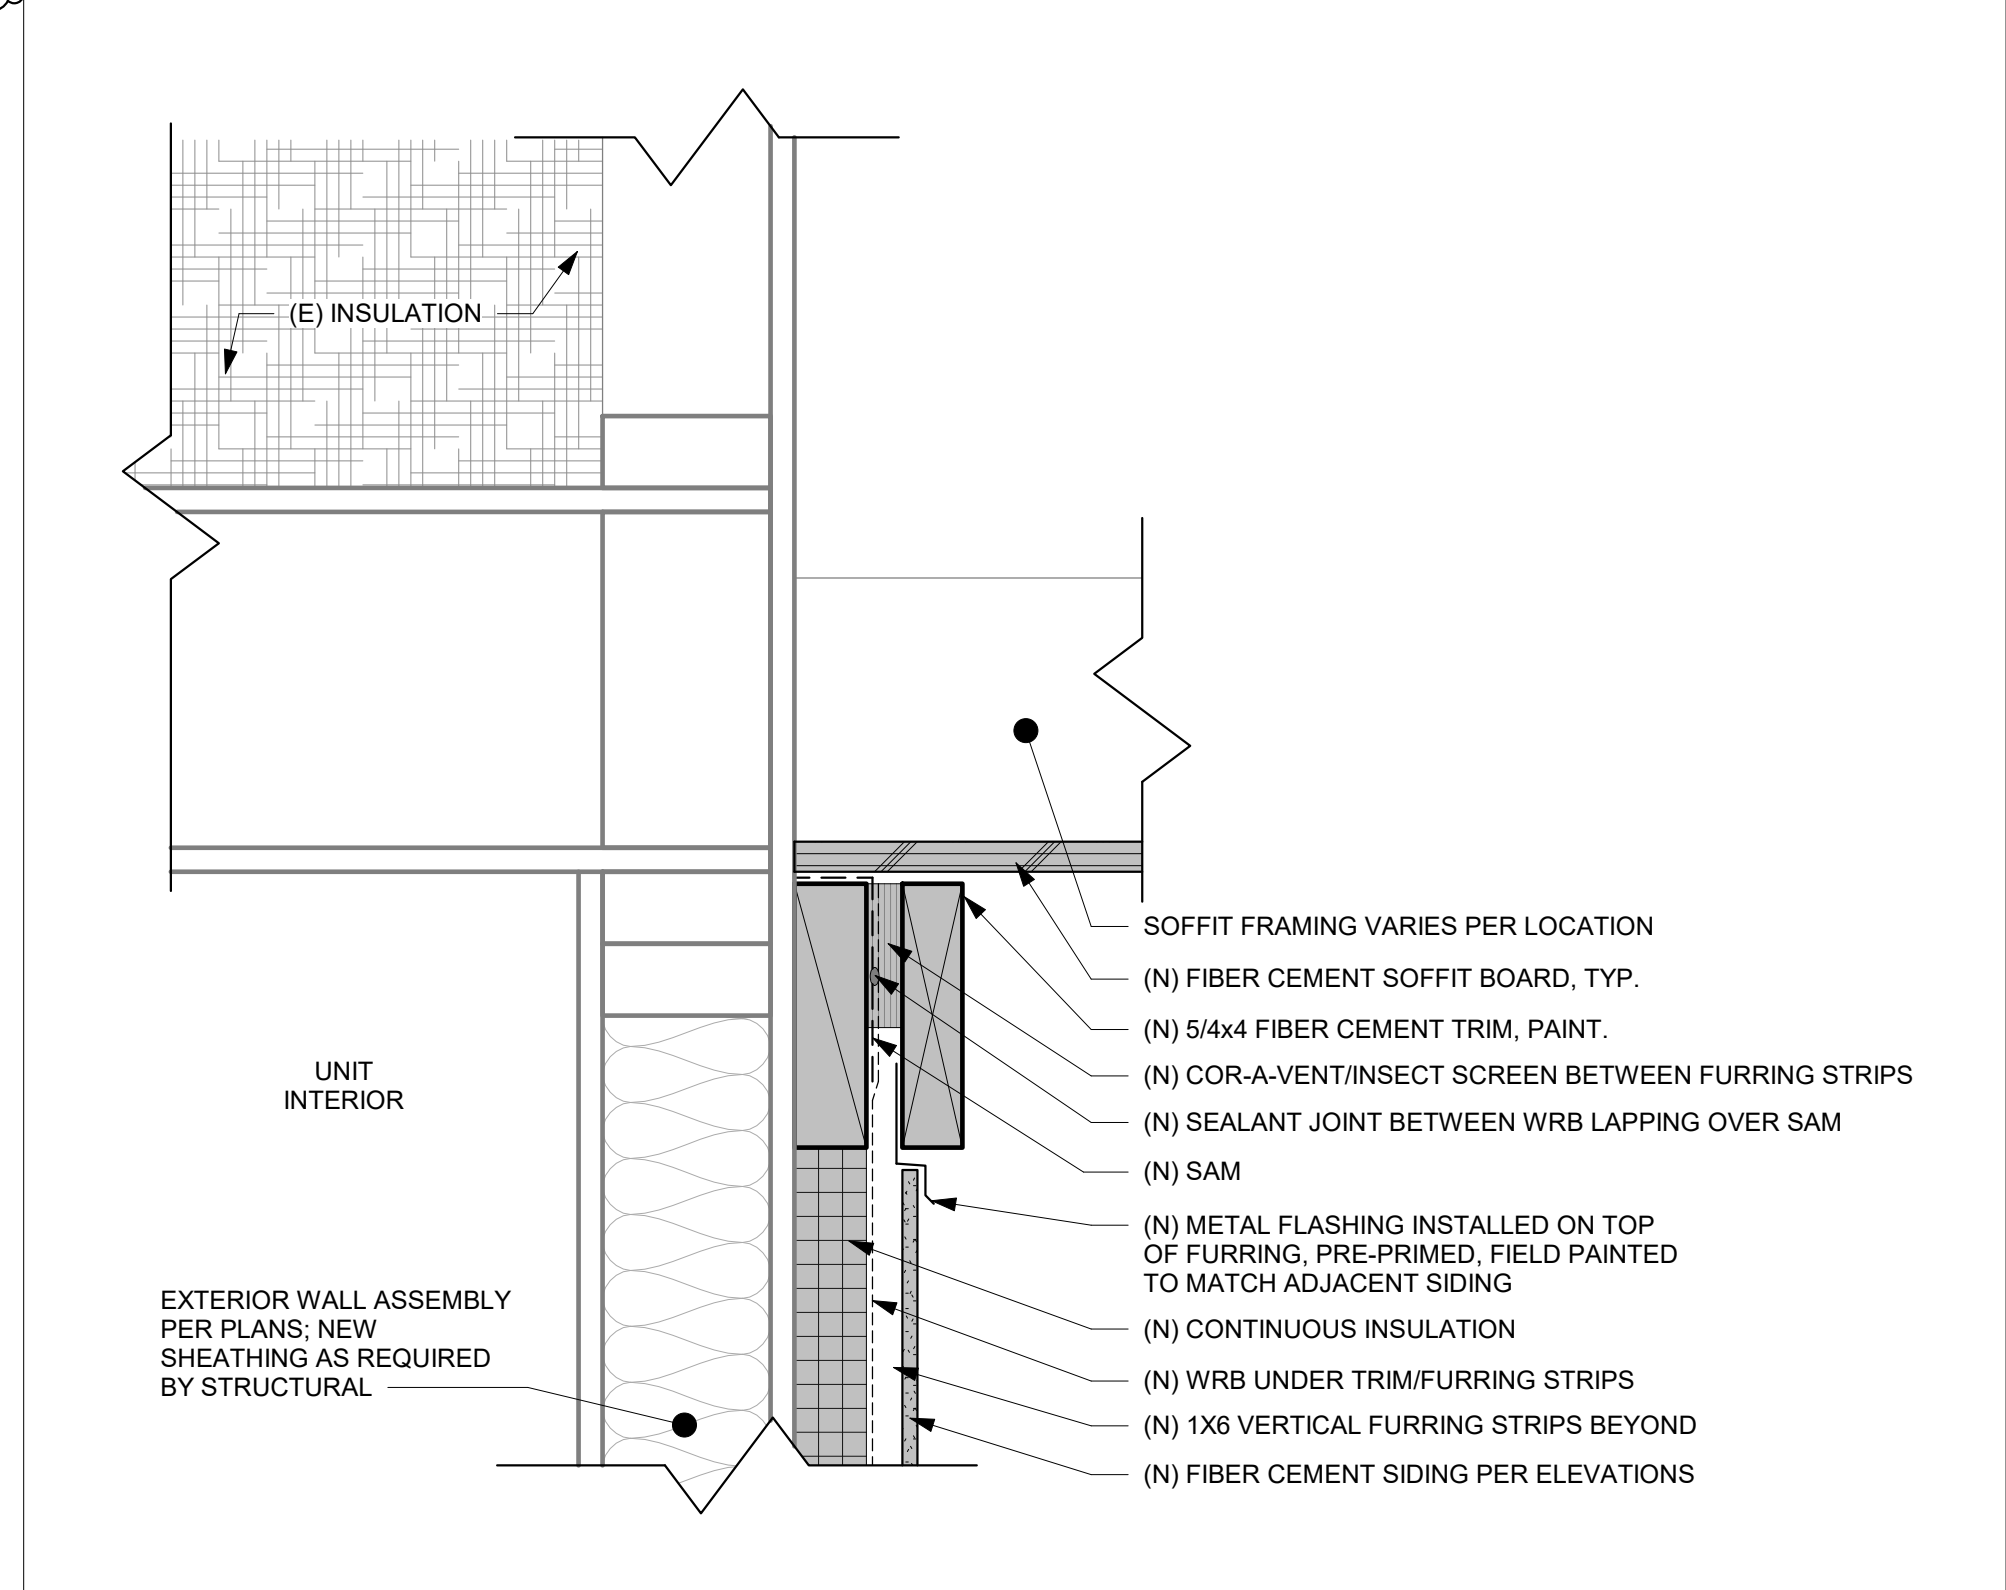 (E) INSULATION
SOFFIT FRAMING VARIES PER LOCATION
(N) FIBER CEMENT SOFFIT BOARD, TYP.
(N) 5/4x4 FIBER CEMENT TRIM, PAINT.
(N) COR-A-VENT/INSECT SCREEN BETWEEN FURRING STRIPS
(N) SEALANT JOINT BETWEEN WRB LAPPING OVER SAM
(N) SAM
(N) METAL FLASHING INSTALLED ON TOP
OF FURRING, PRE-PRIMED, FIELD PAINTED
TO MATCH ADJACENT SIDING
(N) CONTINUOUS INSULATION
(N) WRB UNDER TRIM/FURRING STRIPS
(N) 1X6 VERTICAL FURRING STRIPS BEYOND
(N) FIBER CEMENT SIDING PER ELEVATIONS
UNIT
INTERIOR
EXTERIOR WALL ASSEMBLY
PER PLANS; NEW
SHEATHING AS REQUIRED
BY STRUCTURAL